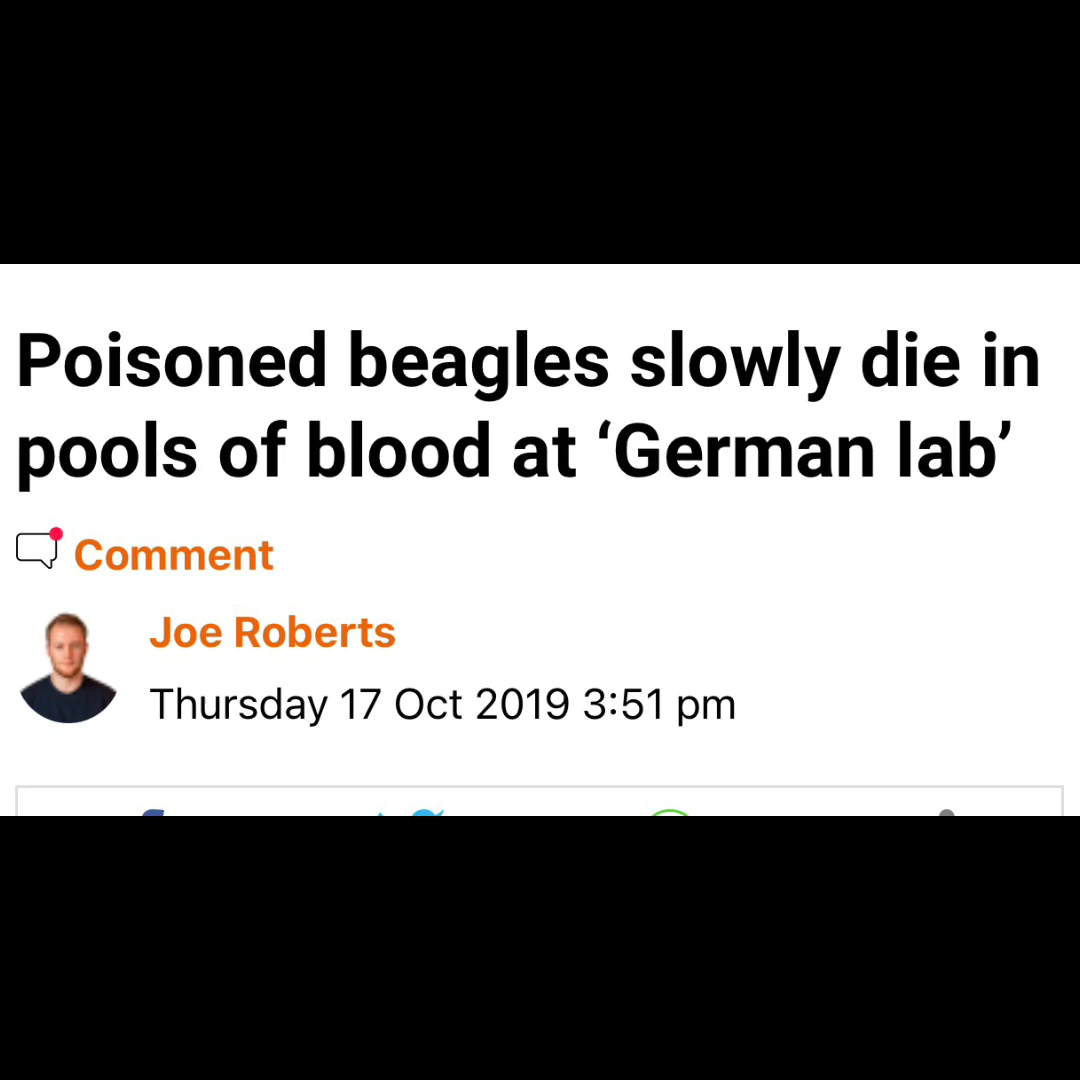 Poisoned beagles slowly die in
pools of blood at ‘German lab’
Comment
Joe Roberts
Thursday 17 Oct 2019 3:51 pm